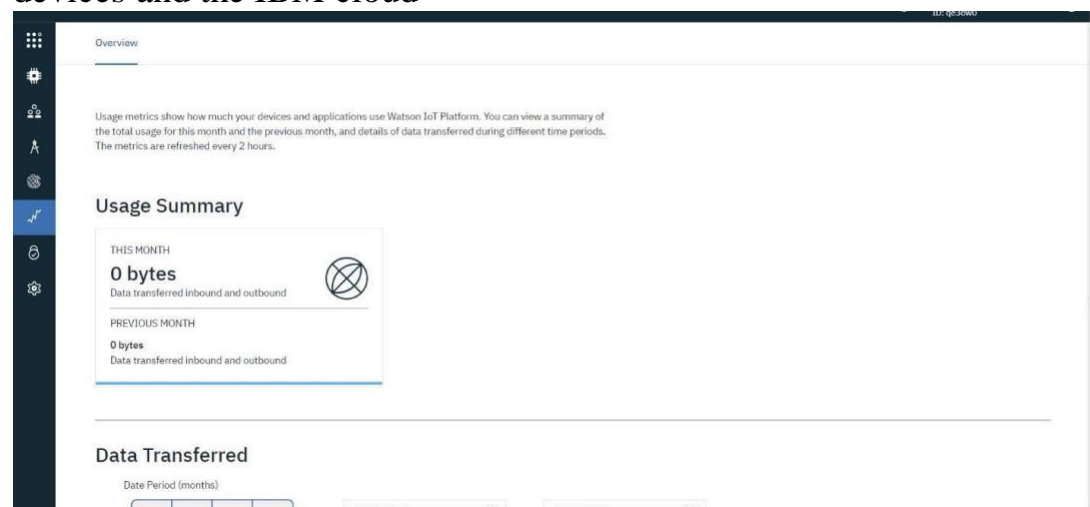 devices and the IBM cloud
Overview
Usage metrics show how much your devices and applications use Watson IoT Platform. You can view a summary of
the total usage for this month and the previous month, and details of data transferred during different time periods.
The metrics are refreshed every 2 hours.
Usage Summary
THIS MONTH
0 bytes
Data transferred inbound and outbound
PREVIOUS MONTH
0 bytes
Data transferred inbound and outbound
Data Transferred
Date Period (months)